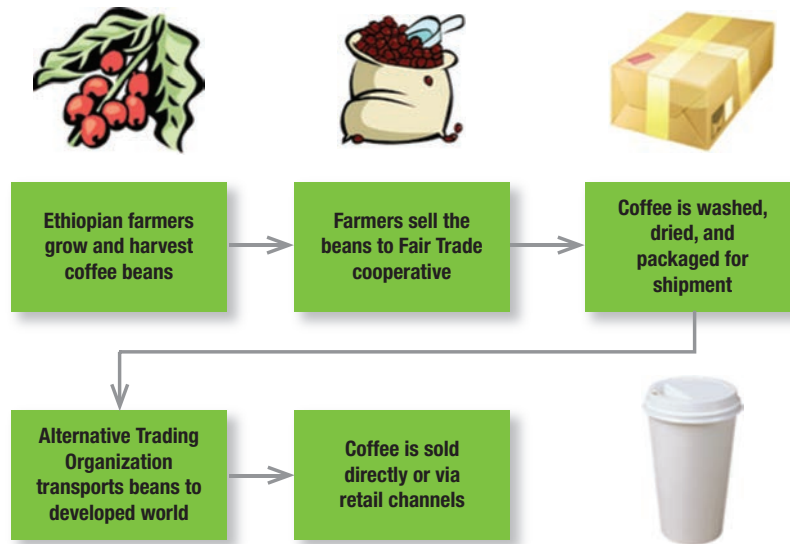 Ethiopian farmers
grow and harvest
coffee beans
Farmers sell the
beans to Fair Trade
cooperative
Coffee is washed,
dried, and
packaged for
shipment
Alternative Trading
Organization
transports beans to
developed world
Coffee is sold
directly or via
retail channels